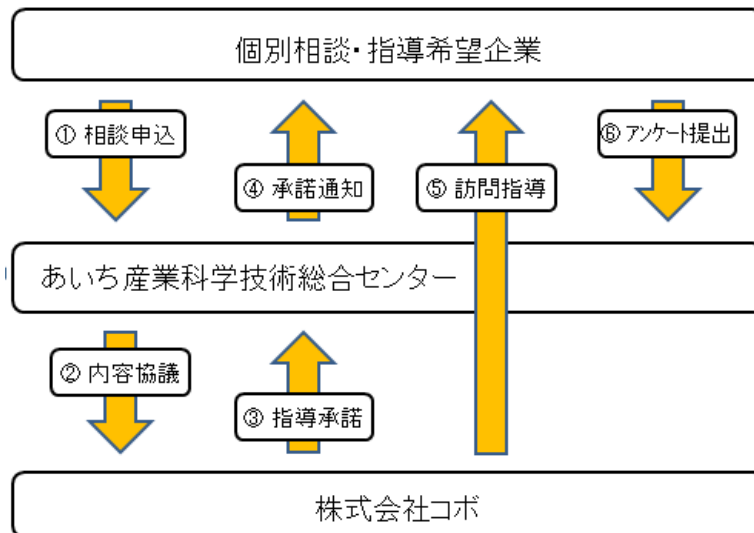 個別相談・指導希望企業
① 相談申込
④ 承諾通知
⑤ 訪問指導
⑥ アンケート提出
あいち産業科学技術総合センター
② 内容協議
③ 指導承諾
株式会社コボ